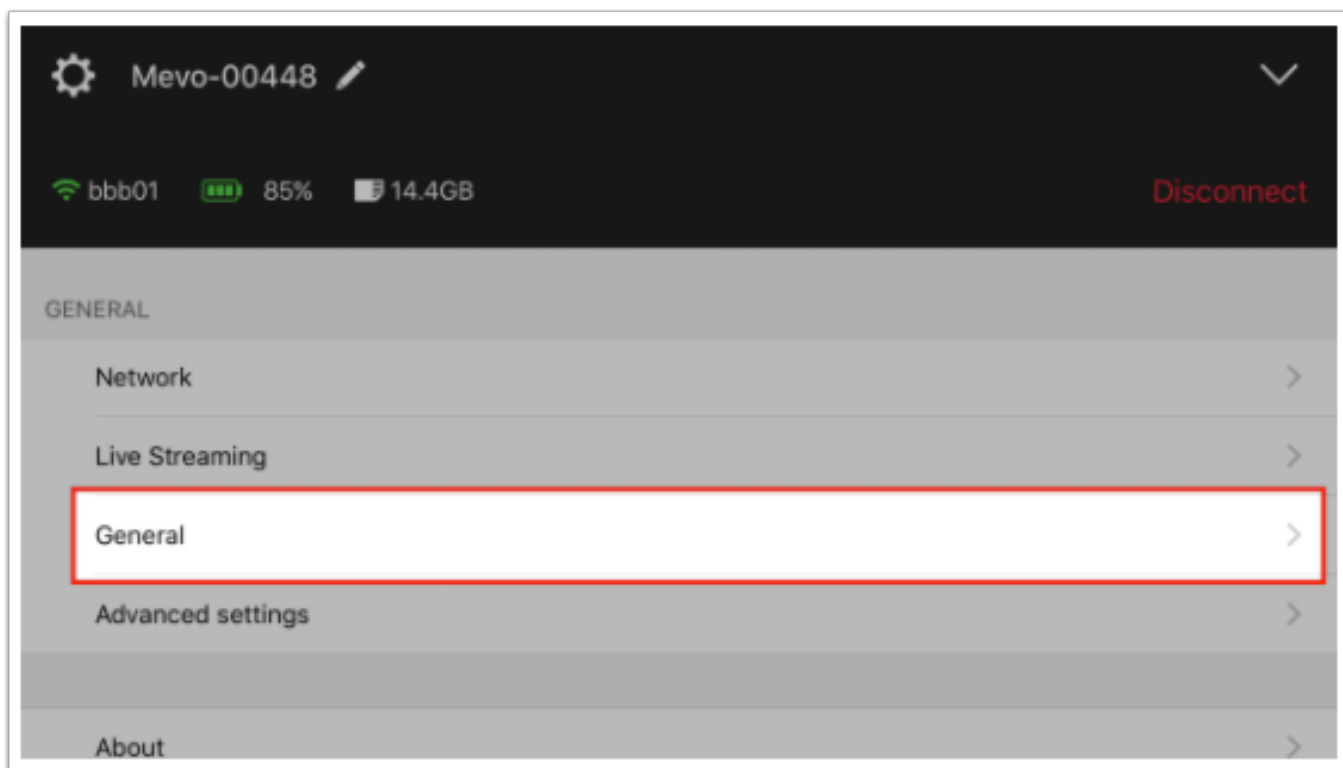 Mevo-00448
bbb01 85% 14.4GB Disconnect
GENERAL
Network
Live Streaming
General
Advanced settings
About